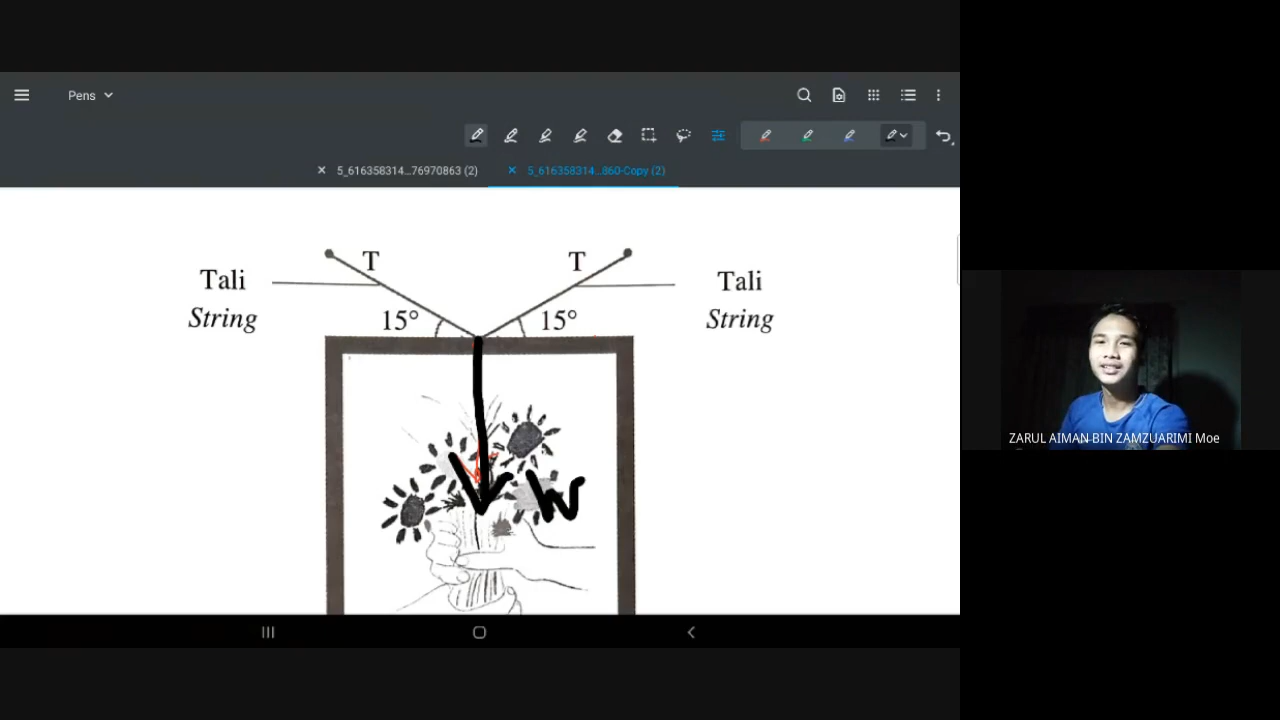 Pens
5_616358314...76970863 (2)
5_616358314...860-Copy (2)
T
T
Tali
String
15°
15°
Tali
String
W
ZARUL AIMAN BIN ZAMZUARIMI Moe